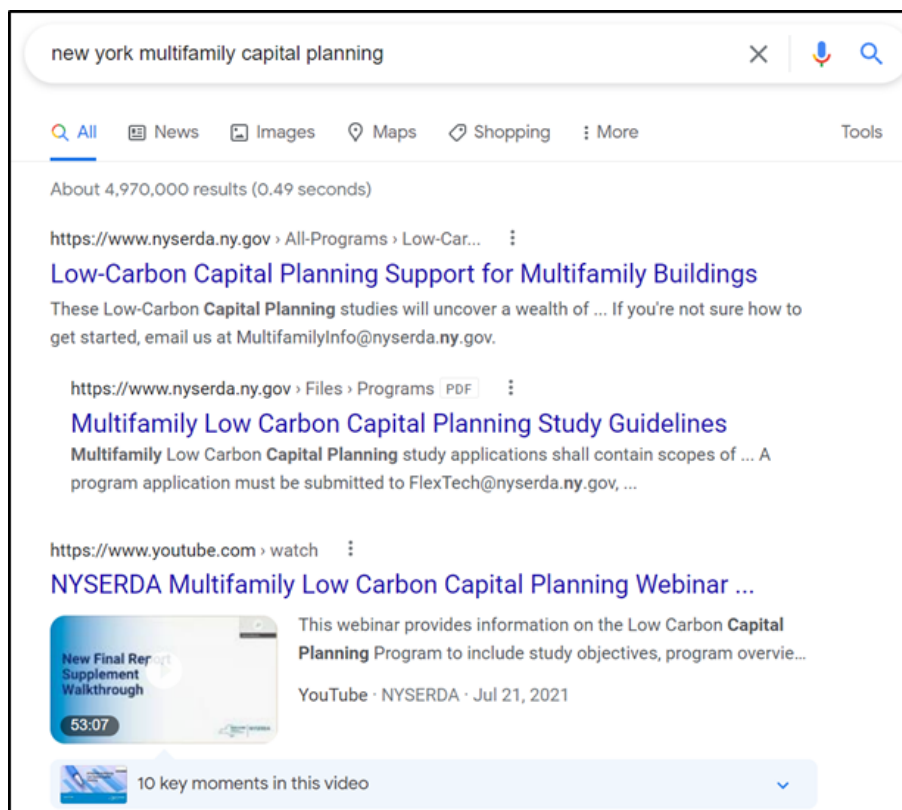 new york multifamily capital planning
All News Images Maps Shopping More Tools
About 4,970,000 results (0.49 seconds)
https://www.nyserda.ny.gov › All-Programs › Low-Car...
Low-Carbon Capital Planning Support for Multifamily Buildings
These Low-Carbon Capital Planning studies will uncover a wealth of ... If you're not sure how to
get started, email us at MultifamilyInfo@nyserda.ny.gov.
https://www.nyserda.ny.gov › Files › Programs PDF
Multifamily Low Carbon Capital Planning Study Guidelines
Multifamily Low Carbon Capital Planning study applications shall contain scopes of ... A
program application must be submitted to FlexTech@nyserda.ny.gov, ...
https://www.youtube.com › watch
NYSERDA Multifamily Low Carbon Capital Planning Webinar ...
New Final Report
Supplement
Walkthrough
53:07
NYSERDA
This webinar provides information on the Low Carbon Capital
Planning Program to include study objectives, program overvie...
YouTube · NYSERDA · Jul 21, 2021
10 key moments in this video